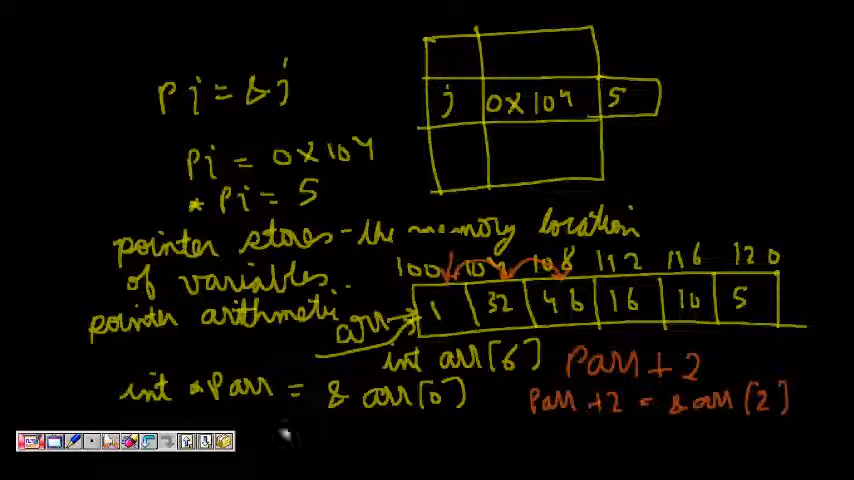 Pi = &j
j 0x104 5
Pi = 0x104
* Pi = 5
pointer stores - the memory location
of variables..
100 104 108 112 116 120
1 32 46 16 10 5
pointer arithmetic
arr
int arr[6]
Parr + 2
int *Parr = & arr[0]
Parr + 2 = & arr[2]